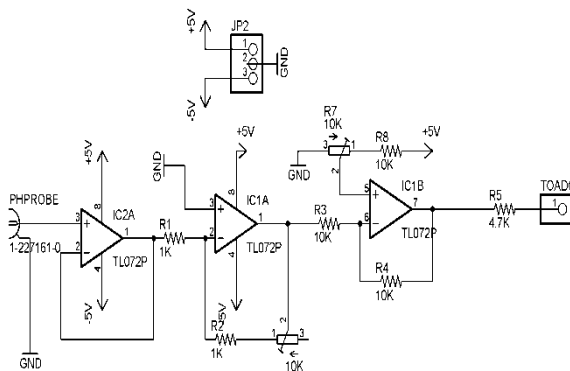 JP2
+5V
1
2
3
GND
-5V
R7
10K
3
1
2
R8
10K
+5V
GND
+5V
GND
+5V
PHPROBE
1-227161-0
GND
IC2A
3
2
1
8
4
TL072P
-5V
R1
1K
IC1A
3
2
1
8
4
TL072P
R2
1K
1
2
3
10K
R3
10K
IC1B
5
6
7
TL072P
R4
10K
R5
4.7K
1